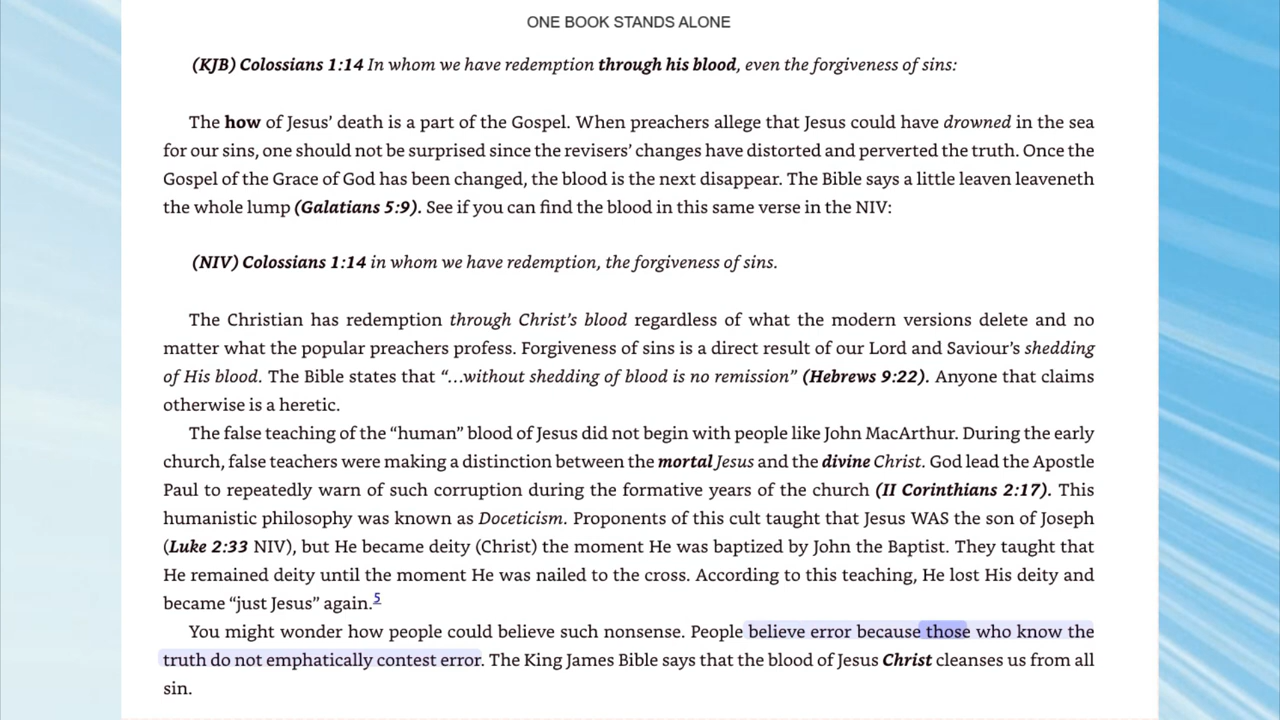 ONE BOOK STANDS ALONE
(KJB) Colossians 1:14 In whom we have redemption through his blood, even the forgiveness of sins:
The how of Jesus’ death is a part of the Gospel. When preachers allege that Jesus could have drowned in the sea
for our sins, one should not be surprised since the revisers’ changes have distorted and perverted the truth. Once the
Gospel of the Grace of God has been changed, the blood is the next disappear. The Bible says a little leaven leaveneth
the whole lump (Galatians 5:9). See if you can find the blood in this same verse in the NIV:
(NIV) Colossians 1:14 in whom we have redemption, the forgiveness of sins.
The Christian has redemption through Christ’s blood regardless of what the modern versions delete and no
matter what the popular preachers profess. Forgiveness of sins is a direct result of our Lord and Saviour’s shedding
of His blood. The Bible states that “…without shedding of blood is no remission” (Hebrews 9:22). Anyone that claims
otherwise is a heretic.
The false teaching of the “human” blood of Jesus did not begin with people like John MacArthur. During the early
church, false teachers were making a distinction between the mortal Jesus and the divine Christ. God lead the Apostle
Paul to repeatedly warn of such corruption during the formative years of the church (II Corinthians 2:17). This
humanistic philosophy was known as Doceticism. Proponents of this cult taught that Jesus WAS the son of Joseph
(Luke 2:33 NIV), but He became deity (Christ) the moment He was baptized by John the Baptist. They taught that
He remained deity until the moment He was nailed to the cross. According to this teaching, He lost His deity and
became “just Jesus” again.5
You might wonder how people could believe such nonsense. People believe error because those who know the
truth do not emphatically contest error. The King James Bible says that the blood of Jesus Christ cleanses us from all
sin.